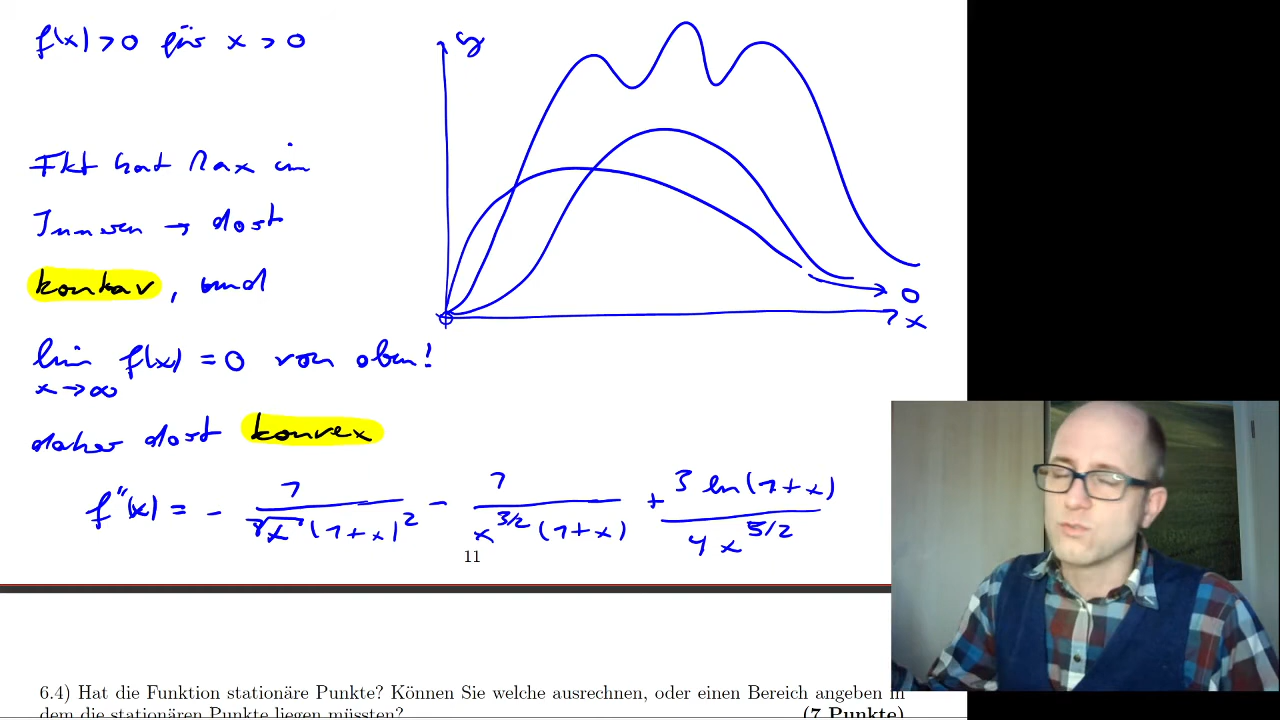 f(x) > 0 für x > 0
y
Fkt hat Max im
Innern → dort
konkav, und
→ 0
x
lim f(x) = 0 von oben!
x → ∞
daher dort konvex
f''(x) = - 1/(√x (1+x)²) - 1/(x^{3/2} (1+x)) + 3 ln(1+x)/(4 x^{5/2})
11
6.4) Hat die Funktion stationäre Punkte? Können Sie welche ausrechnen, oder einen Bereich angeben in
dem die stationären Punkte liegen müssten? (7 Punkte)